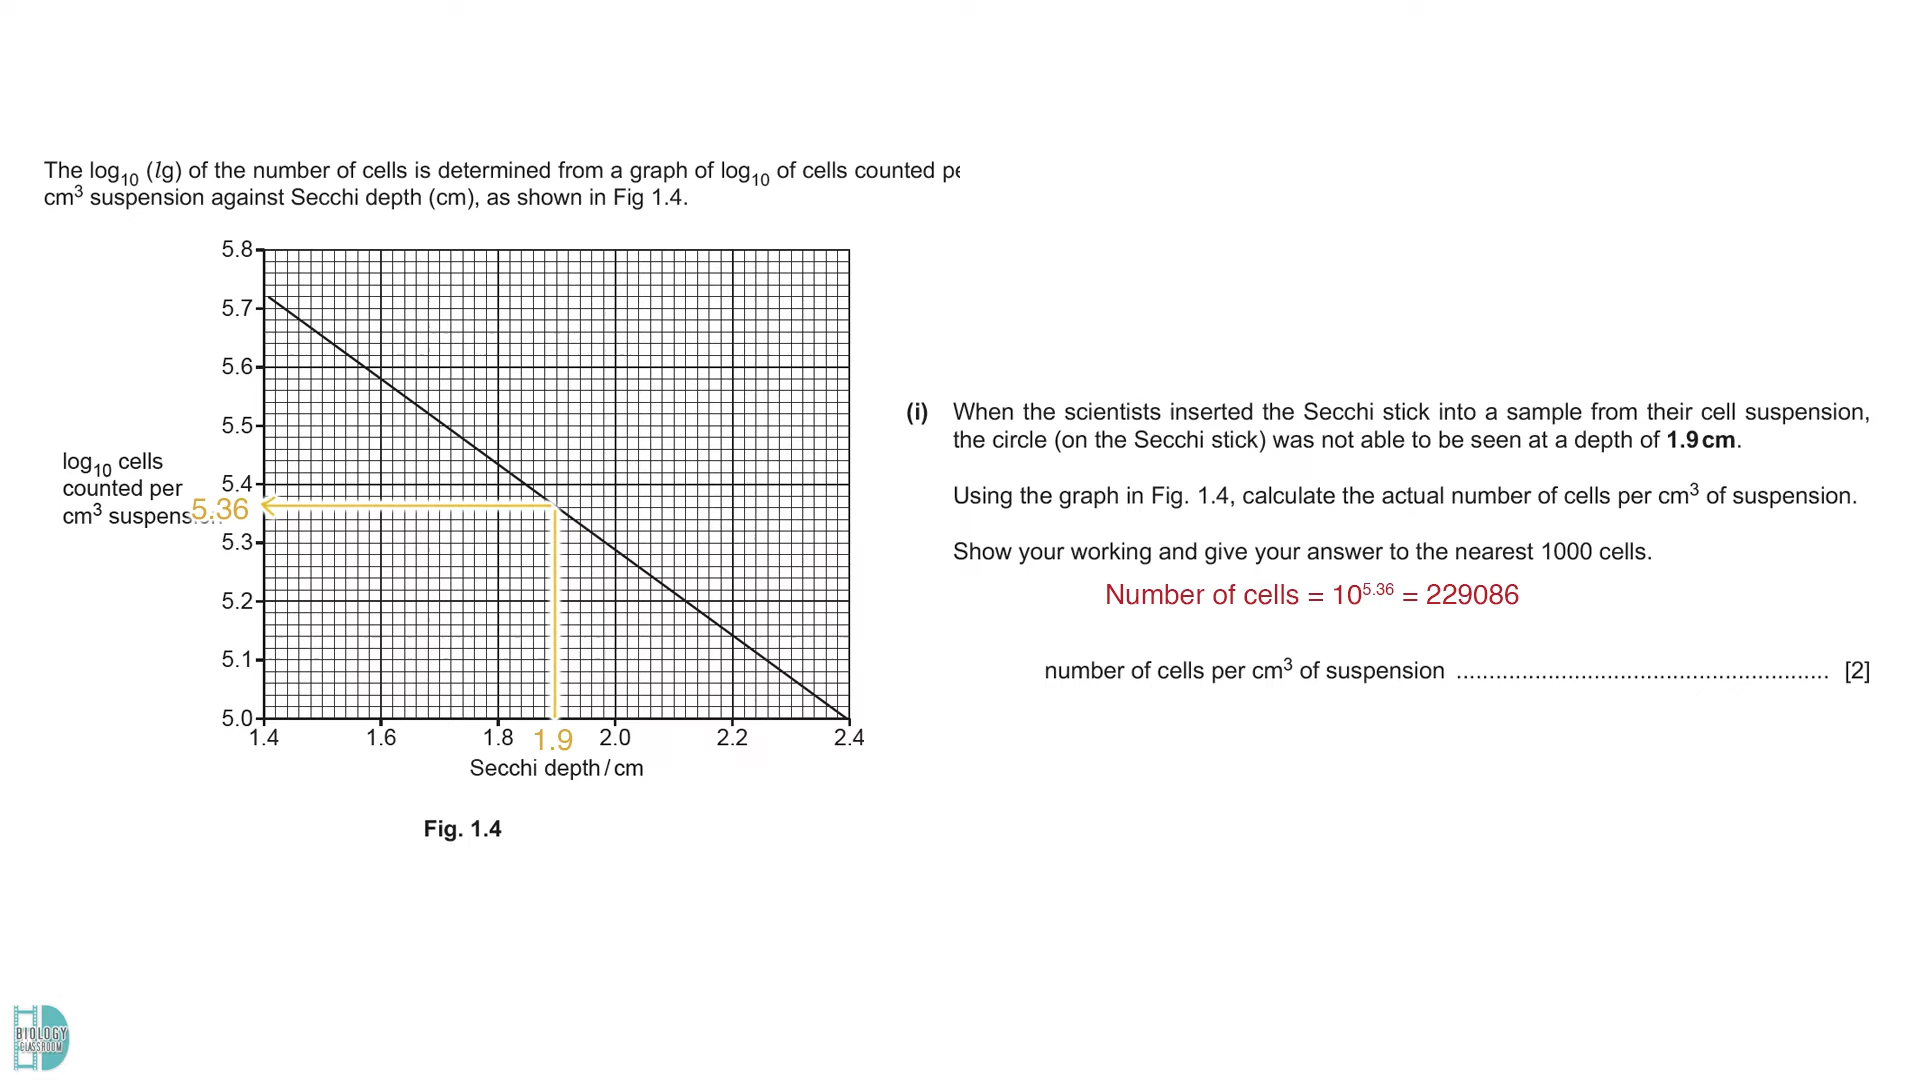 The log10 (lg) of the number of cells is determined from a graph of log10 of cells counted pe
cm3 suspension against Secchi depth (cm), as shown in Fig 1.4.
5.8
5.7
5.6
5.5
5.4
5.36
5.3
5.2
5.1
5.0
log10 cells
counted per
cm3 suspension
1.4 1.6 1.8 1.9 2.0 2.2 2.4
Secchi depth / cm
Fig. 1.4
(i) When the scientists inserted the Secchi stick into a sample from their cell suspension,
the circle (on the Secchi stick) was not able to be seen at a depth of 1.9 cm.
Using the graph in Fig. 1.4, calculate the actual number of cells per cm3 of suspension.
Show your working and give your answer to the nearest 1000 cells.
Number of cells = 10^5.36 = 229086
number of cells per cm3 of suspension ........................................................ [2]
BIOLOGY
CLASSROOM